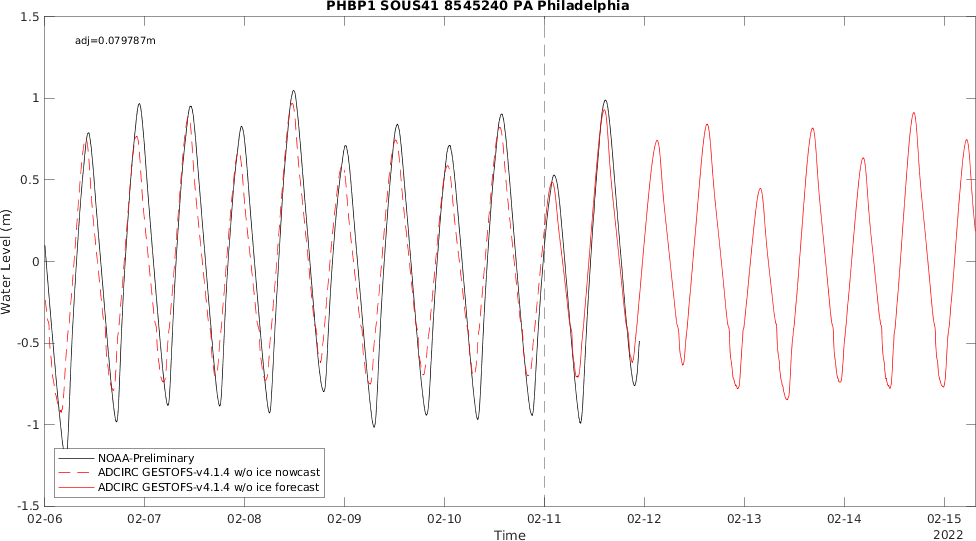 PHBP1 SOUS41 8545240 PA Philadelphia
adj=0.079787m
1.5
1
0.5
0
-0.5
-1
-1.5
Water Level (m)
NOAA-Preliminary
ADCIRC GESTOFS-v4.1.4 w/o ice nowcast
ADCIRC GESTOFS-v4.1.4 w/o ice forecast
02-06 02-07 02-08 02-09 02-10 02-11 02-12 02-13 02-14 02-15
Time
2022